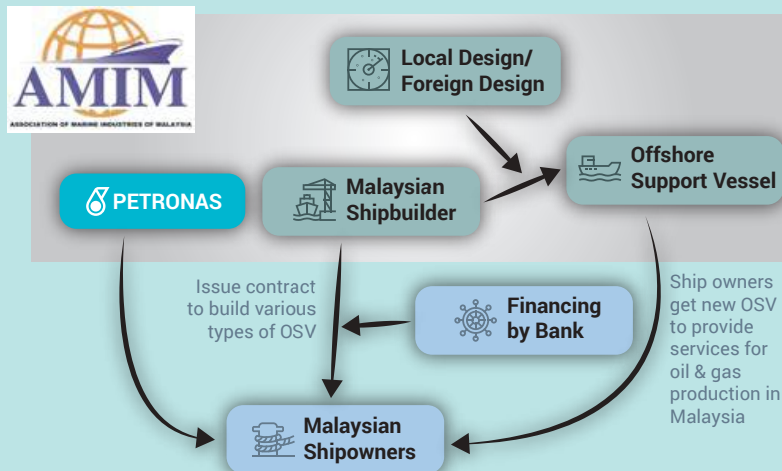 AMIM
ASSOCIATION OF MARINE INDUSTRIES OF MALAYSIA
Local Design/
Foreign Design
PETRONAS
Malaysian
Shipbuilder
Offshore
Support Vessel
Issue contract
to build various
types of OSV
Financing
by Bank
Ship owners
get new OSV
to provide
services for
oil & gas
production in
Malaysia
Malaysian
Shipowners